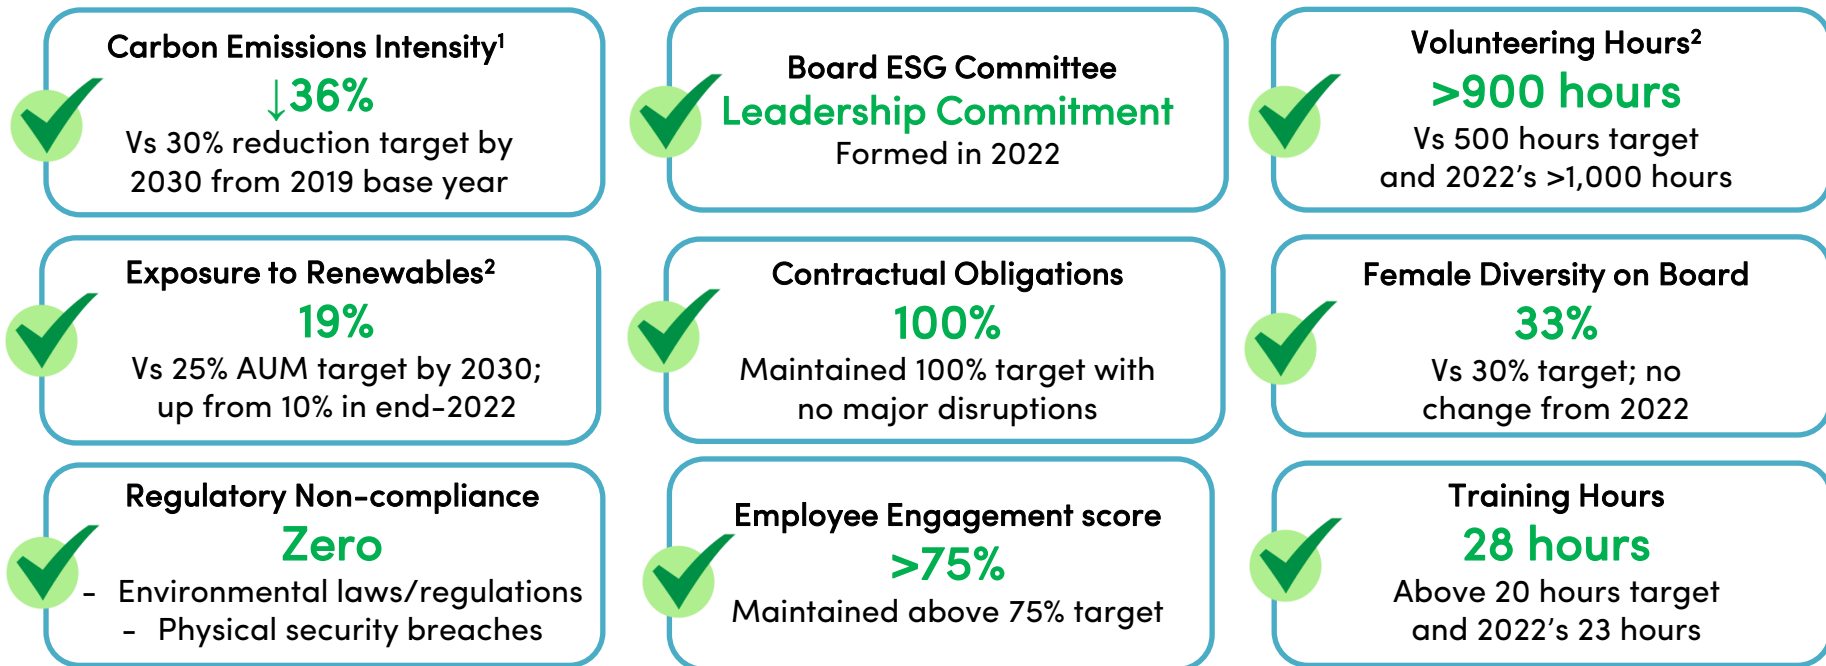 Carbon Emissions Intensity¹
↓36%
Vs 30% reduction target by
2030 from 2019 base year
Board ESG Committee
Leadership Commitment
Formed in 2022
Volunteering Hours²
>900 hours
Vs 500 hours target
and 2022's >1,000 hours
Exposure to Renewables²
19%
Vs 25% AUM target by 2030;
up from 10% in end-2022
Contractual Obligations
100%
Maintained 100% target with
no major disruptions
Female Diversity on Board
33%
Vs 30% target; no
change from 2022
Regulatory Non-compliance
Zero
- Environmental laws/regulations
- Physical security breaches
Employee Engagement score
>75%
Maintained above 75% target
Training Hours
28 hours
Above 20 hours target
and 2022's 23 hours